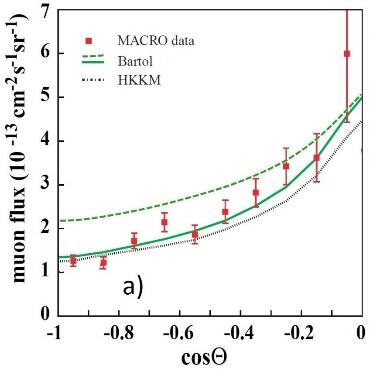 7
6
5
4
3
2
1
0
muon flux (10 -13 cm-2s-1sr-1)
MACRO data
Bartol
HKKM
a)
-1 -0.8 -0.6 -0.4 -0.2 0
cosΘ